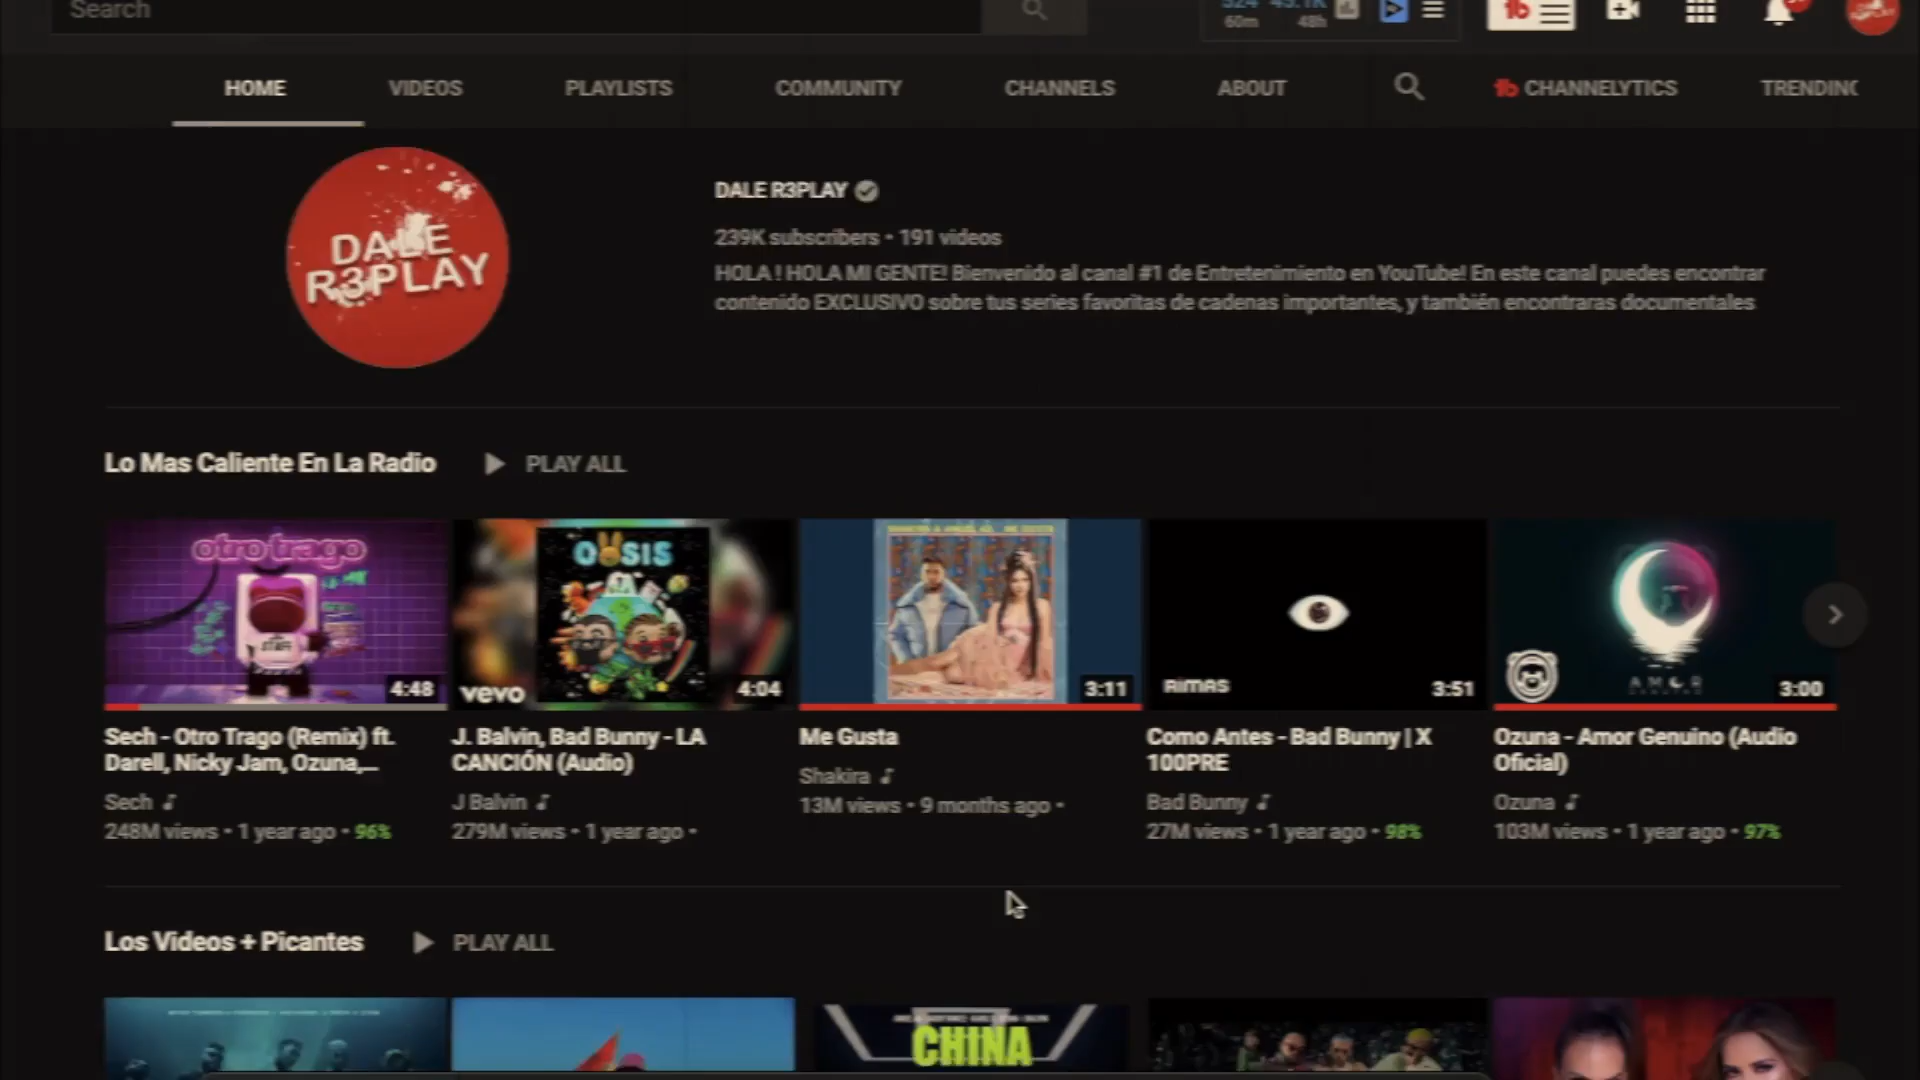 Search
60m 48h
HOME VIDEOS PLAYLISTS COMMUNITY CHANNELS ABOUT CHANNELYTICS
DALE
R3PLAY
DALE R3PLAY
239K subscribers • 191 videos
HOLA ! HOLA MI GENTE! Bienvenido al canal #1 de Entretenimiento en YouTube! En este canal puedes encontrar
contenido EXCLUSIVO sobre tus series favoritas de cadenas importantes, y también encontraras documentales
Lo Mas Caliente En La Radio PLAY ALL
otro trago
STAFF
4:48
OASIS
vevo
4:04
3:11
RIMAS
3:51
AMOR
3:00
Sech - Otro Trago (Remix) ft.
Darell, Nicky Jam, Ozuna,...
Sech
248M views • 1 year ago • 96%
J. Balvin, Bad Bunny - LA
CANCIÓN (Audio)
J Balvin
279M views • 1 year ago •
Me Gusta
Shakira
13M views • 9 months ago •
Como Antes - Bad Bunny | X
100PRE
Bad Bunny
27M views • 1 year ago • 98%
Ozuna - Amor Genuino (Audio
Oficial)
Ozuna
103M views • 1 year ago • 97%
Los Videos + Picantes PLAY ALL
CHINA